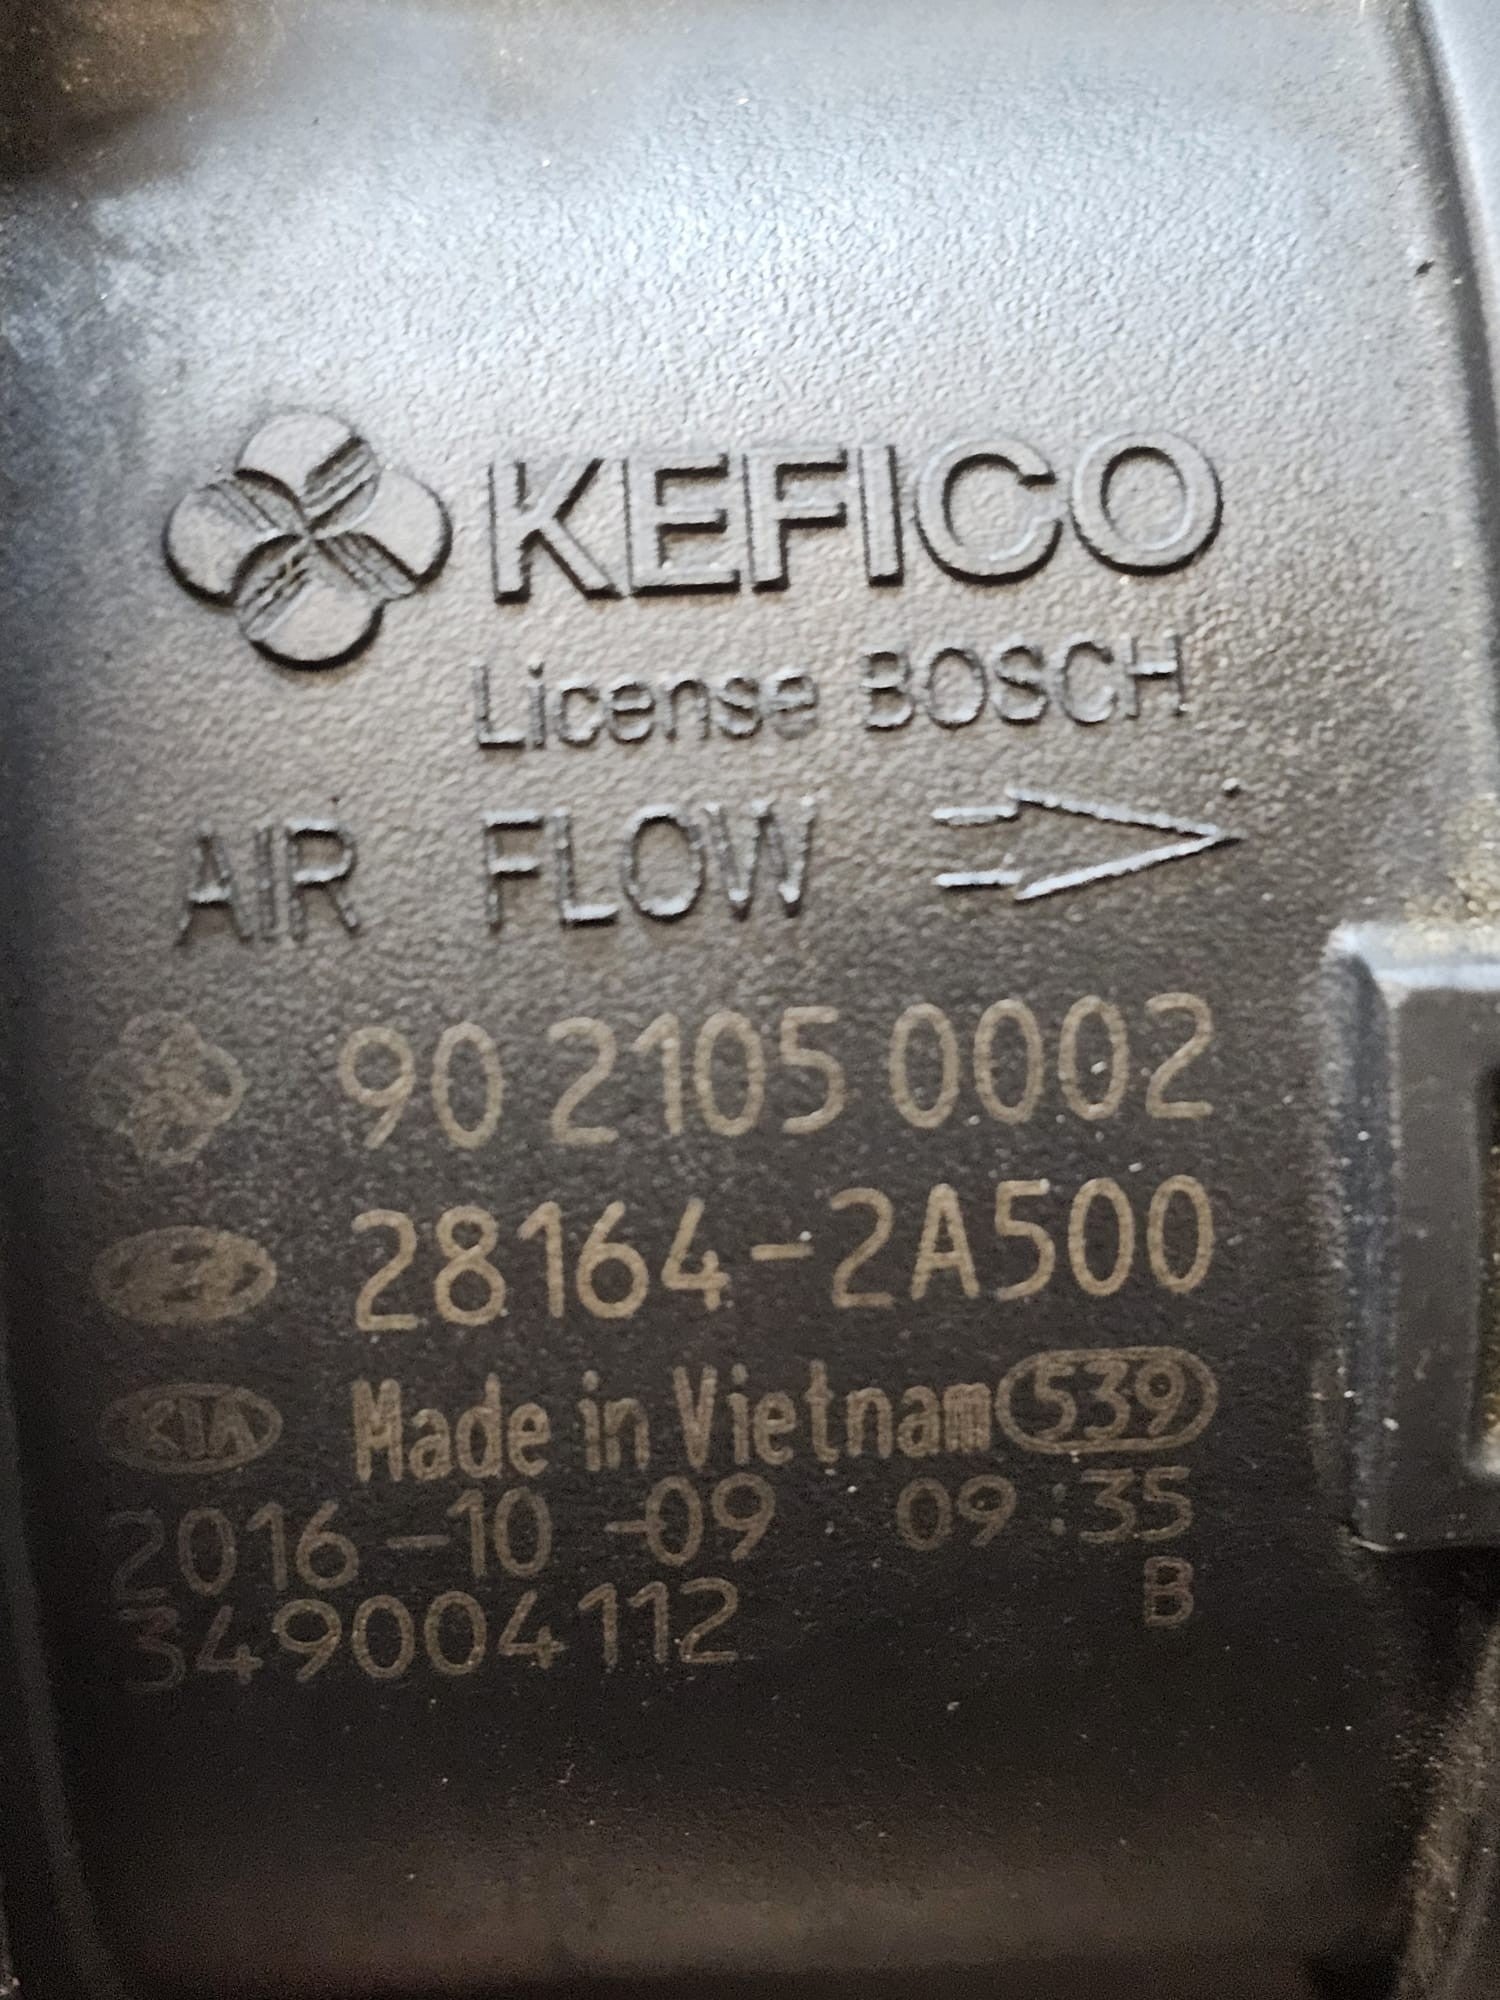 KEFICO
License BOSCH
AIR FLOW
90 2105 0002
28164-2A500
KIA Made in Vietnam 539
2016-10-09 09:35
349004112 B